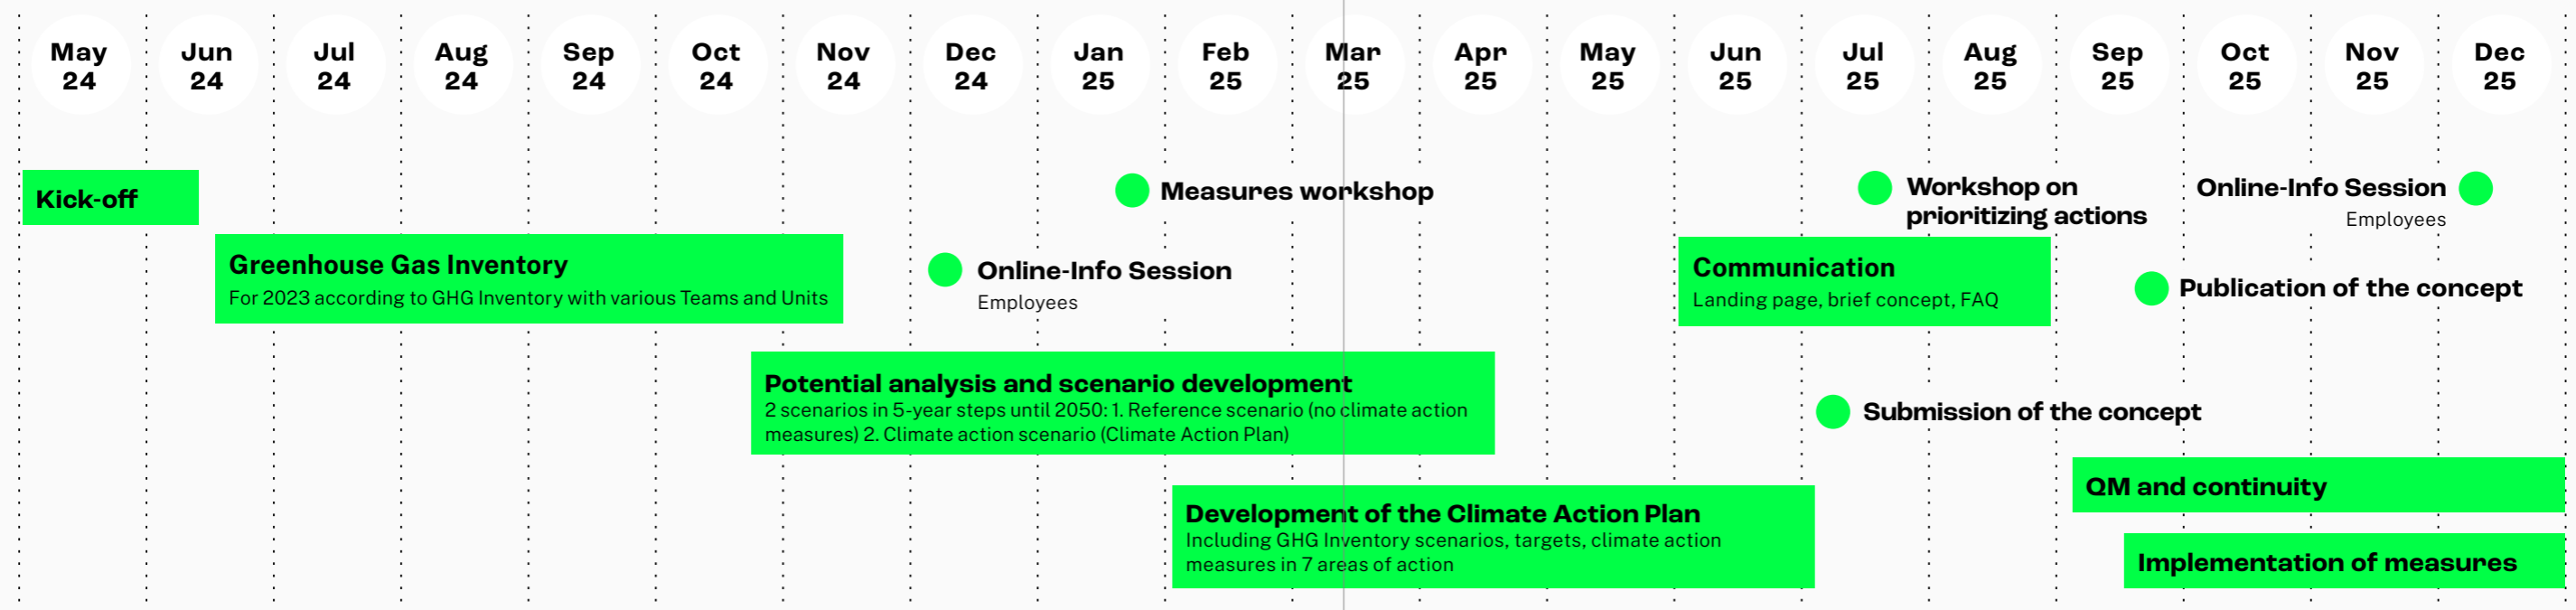 May
24
Jun
24
Jul
24
Aug
24
Sep
24
Oct
24
Nov
24
Dec
24
Jan
25
Feb
25
Mar
25
Apr
25
May
25
Jun
25
Jul
25
Aug
25
Sep
25
Oct
25
Nov
25
Dec
25
Kick-off
Measures workshop
Workshop on
prioritizing actions
Online-Info Session
Employees
Greenhouse Gas Inventory
For 2023 according to GHG Inventory with various Teams and Units
Online-Info Session
Employees
Communication
Landing page, brief concept, FAQ
Publication of the concept
Potential analysis and scenario development
2 scenarios in 5-year steps until 2050: 1. Reference scenario (no climate action
measures) 2. Climate action scenario (Climate Action Plan)
Submission of the concept
QM and continuity
Development of the Climate Action Plan
Including GHG Inventory scenarios, targets, climate action
measures in 7 areas of action
Implementation of measures